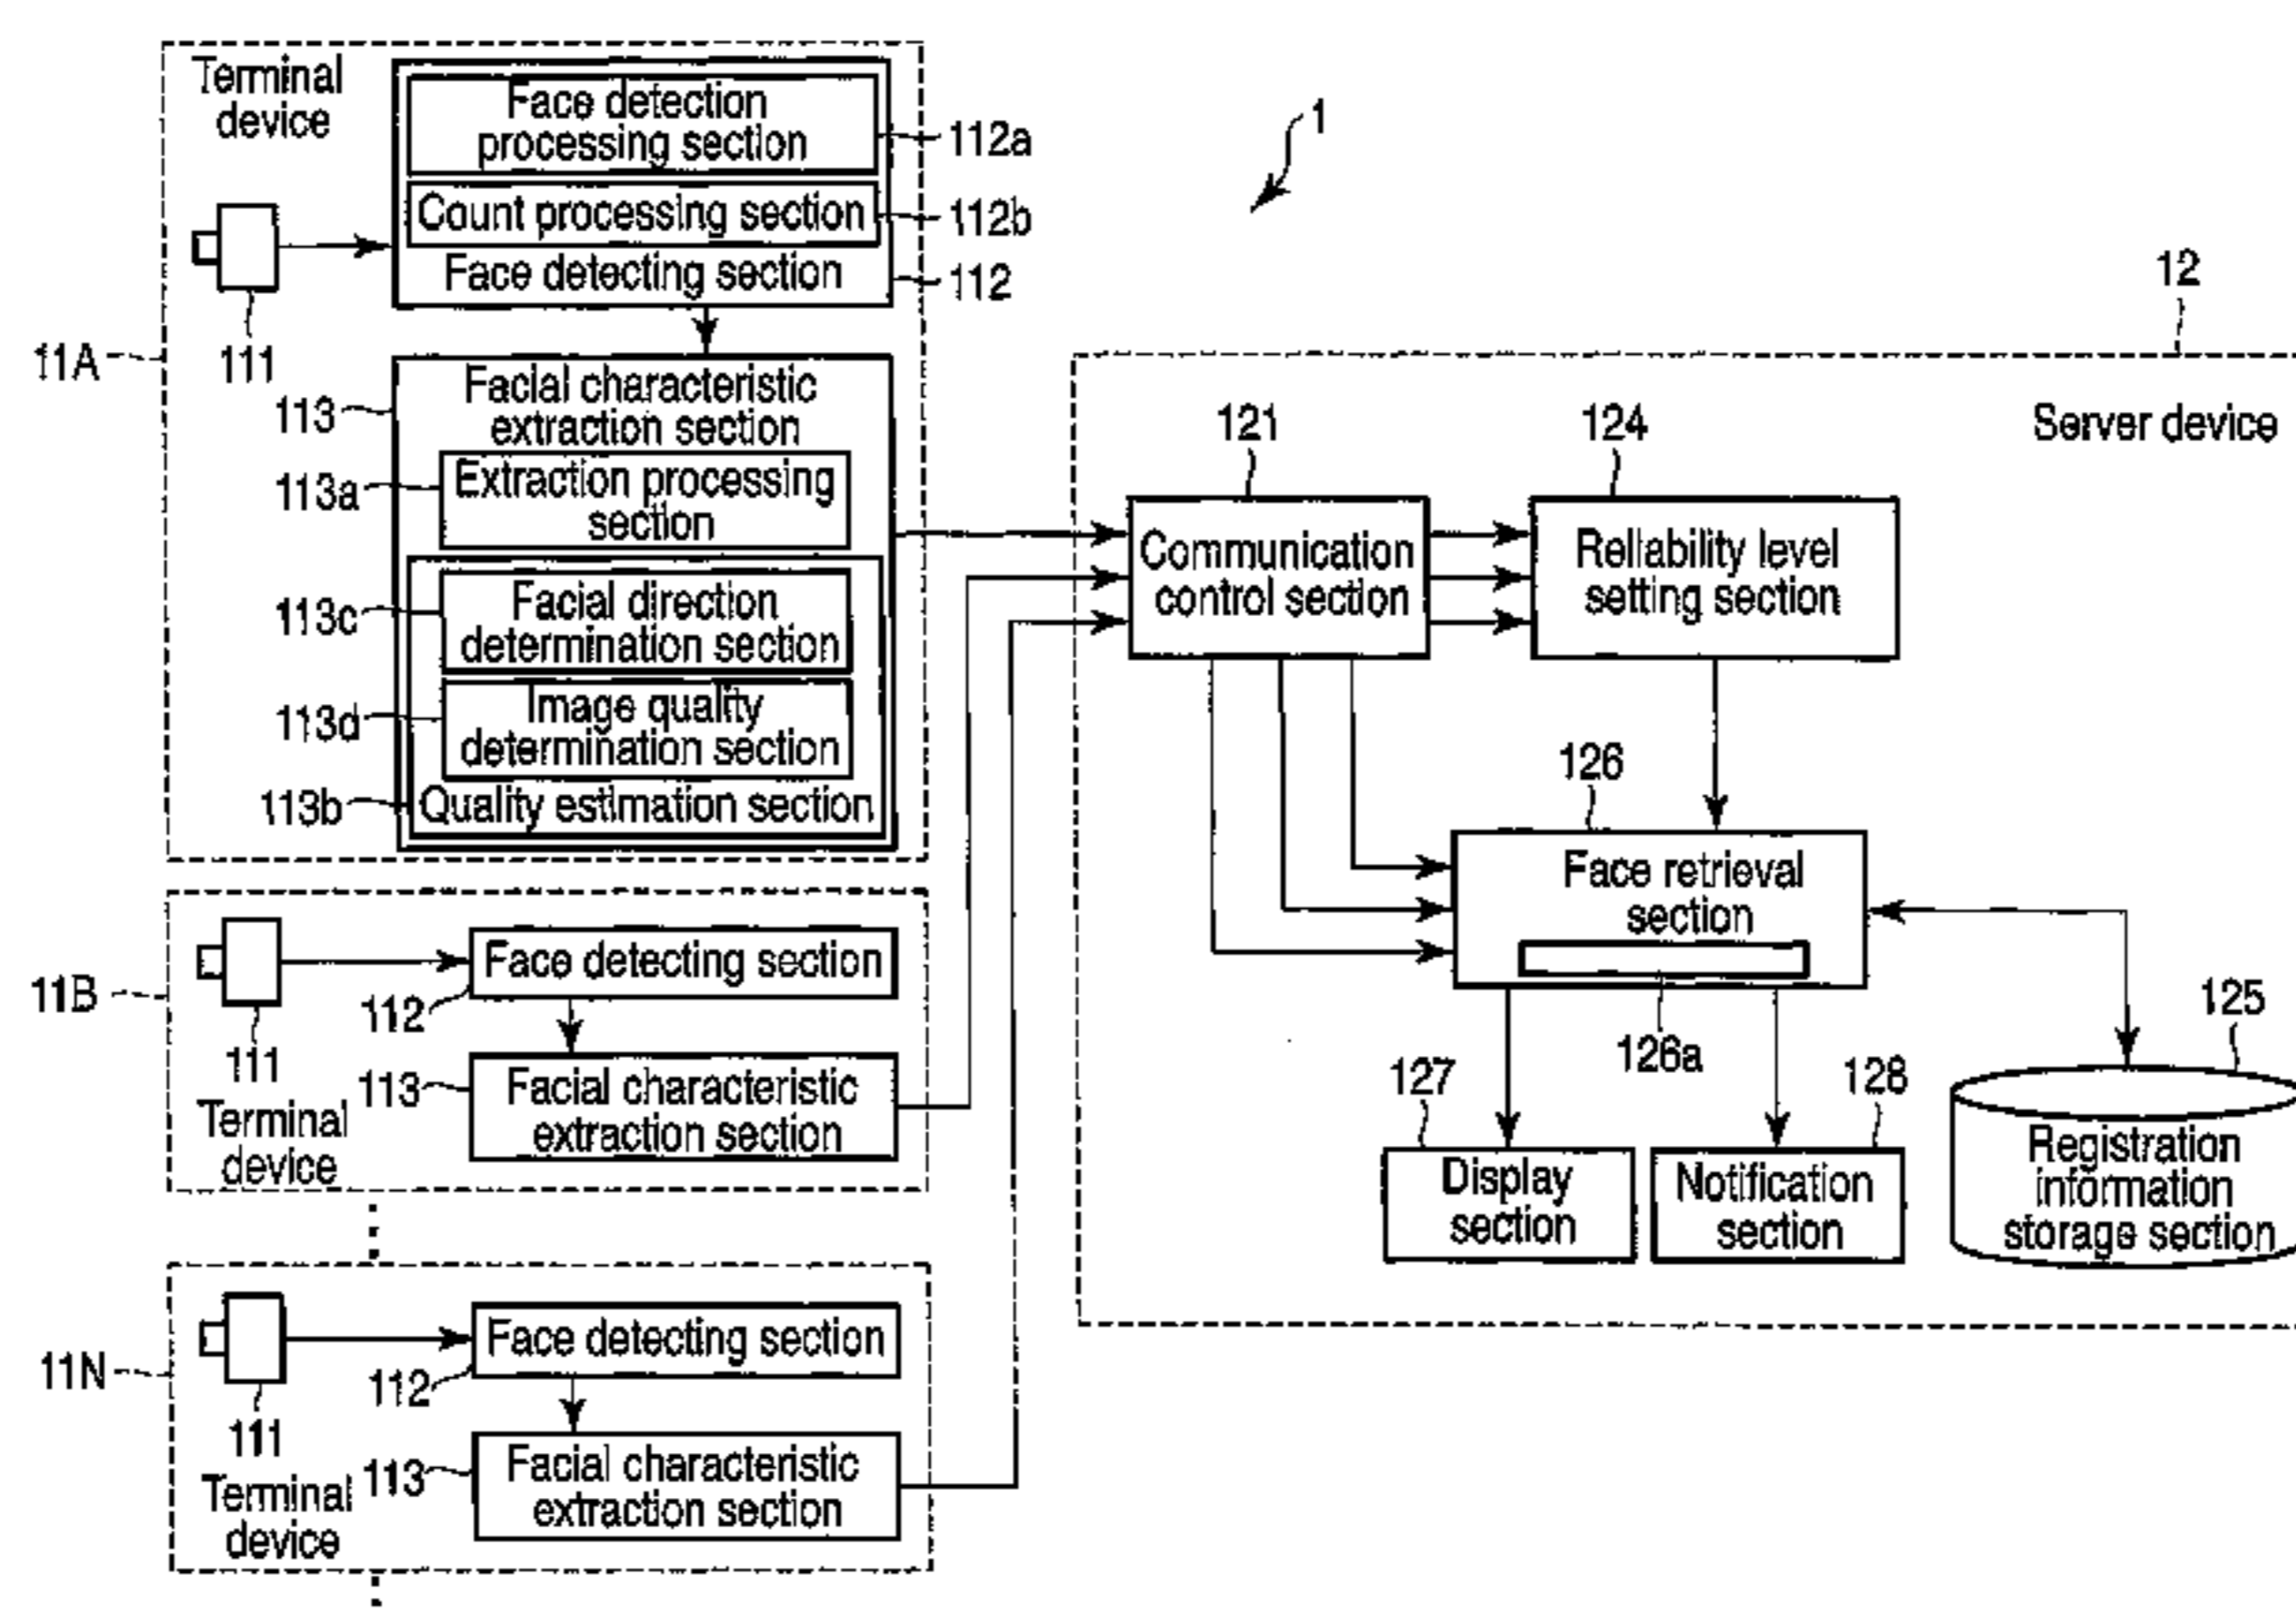 Terminal
device
Face detection
processing section
112a
Count processing section
112b
Face detecting section
112
111
11A
113
Facial characteristic
extraction section
113a
Extraction processing
section
113c
Facial direction
determination section
113d
Image quality
determination section
113b
Quality estimation section
1
12
Server device
121
Communication
control section
124
Reliability level
setting section
126
Face retrieval
section
126a
125
Registration
information
storage section
127
Display
section
128
Notification
section
11B
111
Terminal
device
Face detecting section
112
113
Facial characteristic
extraction section
11N
111
Terminal
device
Face detecting section
112
113
Facial characteristic
extraction section